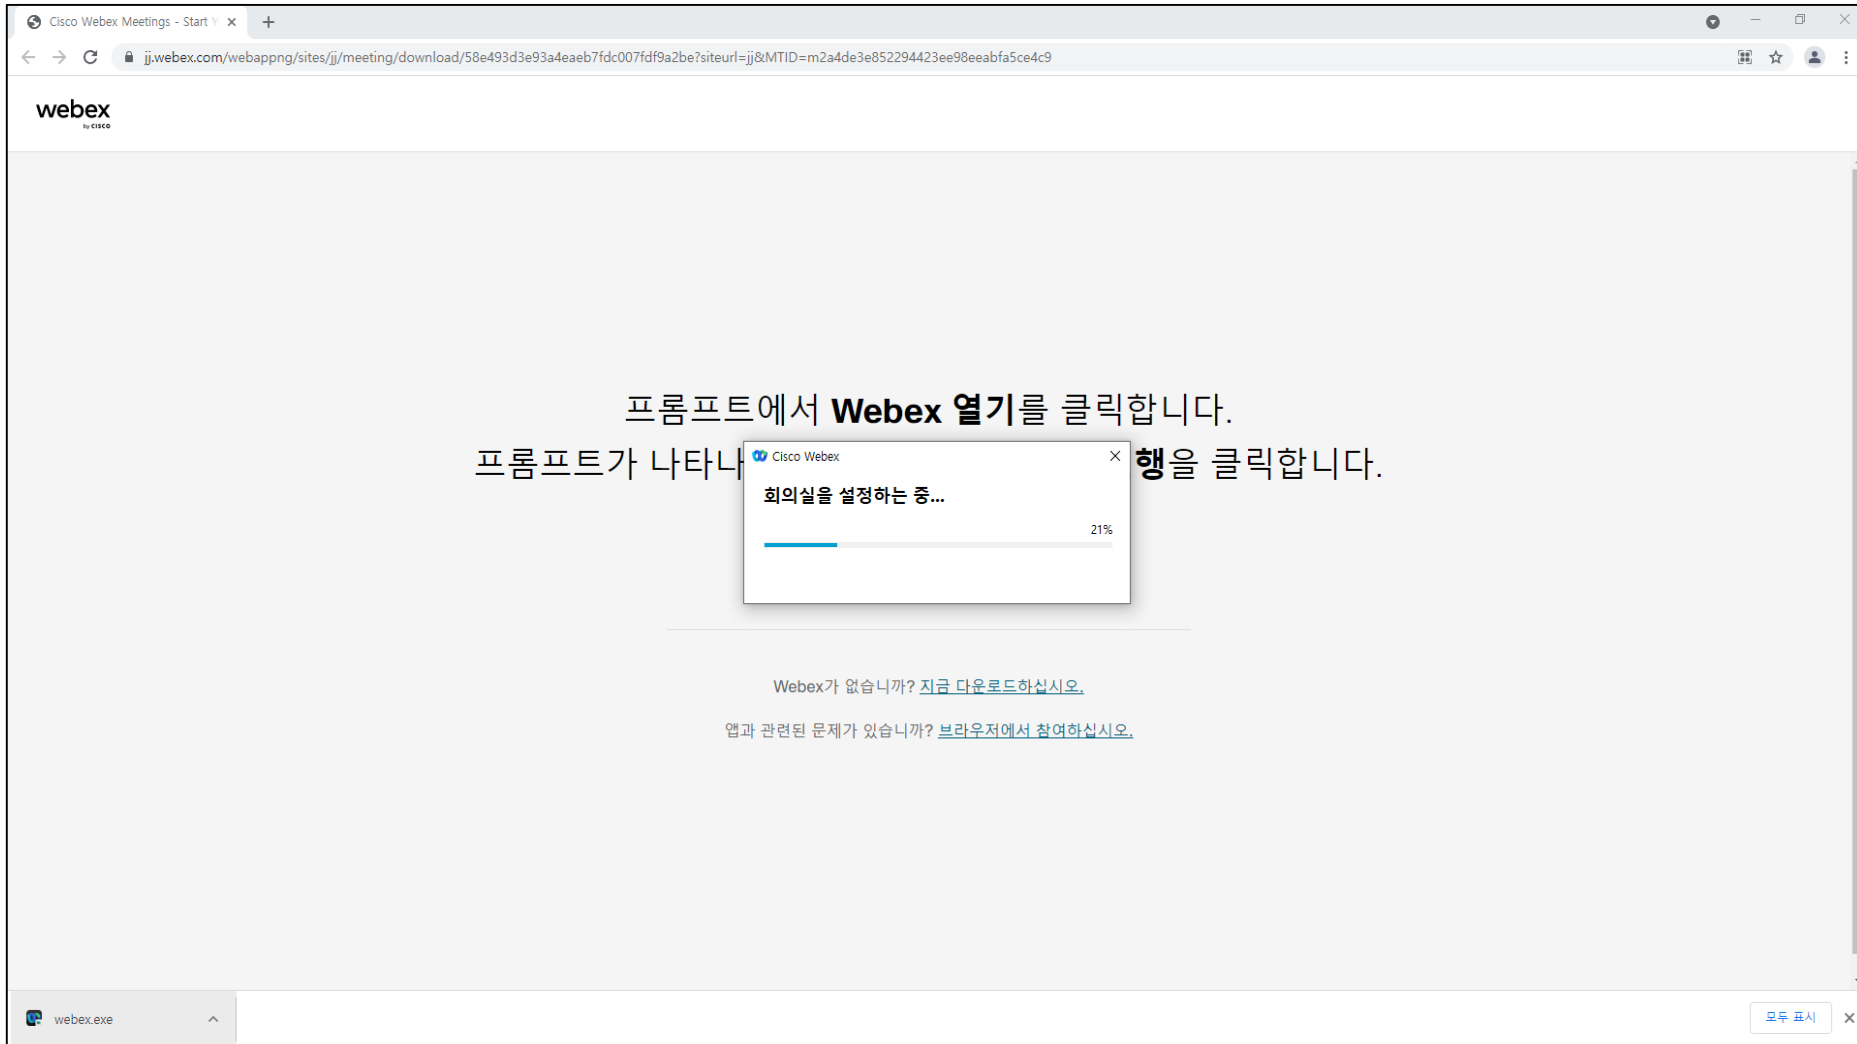 Cisco Webex Meetings - Start Y
jj.webex.com/webappng/sites/jj/meeting/download/58e493d3e93a4eaeb7fdc007fdf9a2be?siteurl=jj&MTID=m2a4de3e852294423ee98eeabfa5ce4c9
webex
by CISCO
프롬프트에서 Webex 열기를 클릭합니다.
프롬프트가 나타나 행을 클릭합니다.
Cisco Webex
회의실을 설정하는 중...
21%
Webex가 없습니까? 지금 다운로드하십시오.
앱과 관련된 문제가 있습니까? 브라우저에서 참여하십시오.
webex.exe
모두 표시